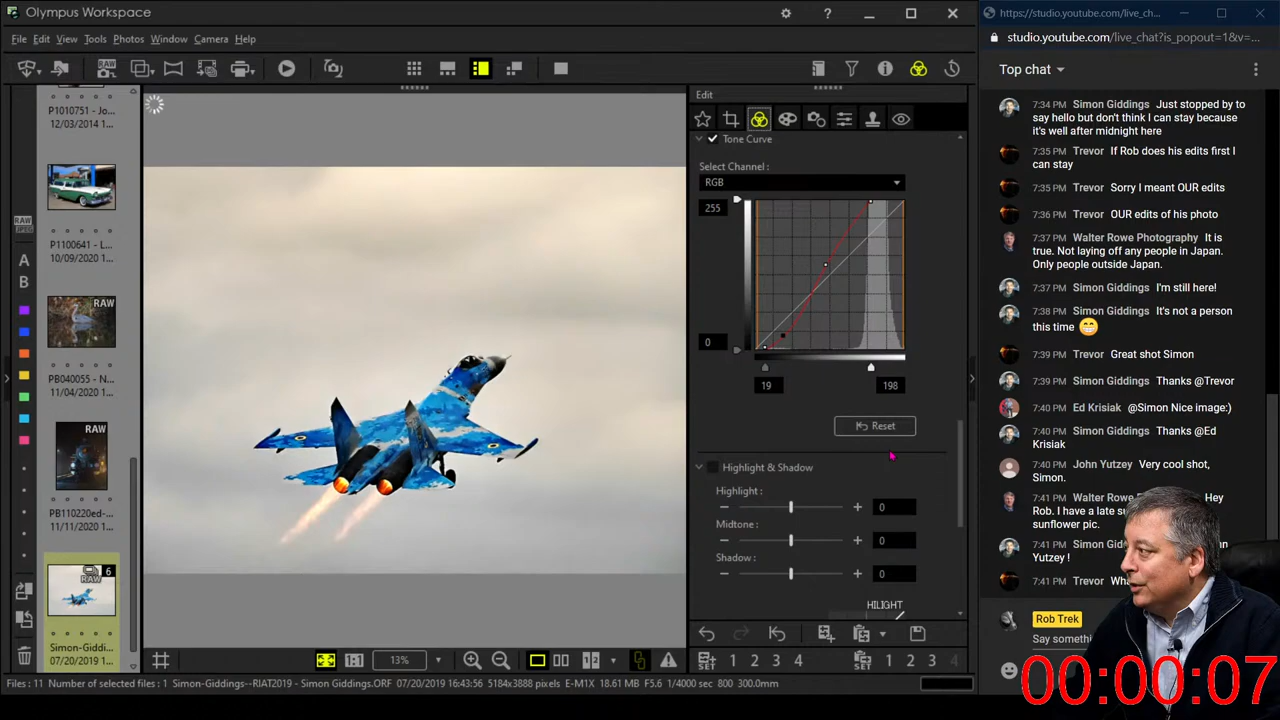 Olympus Workspace
File Edit View Tools Photos Window Camera Help
P1010751 - Jo...
12/03/2014 1...
P1100641 - L...
10/09/2020 1...
RAW
PB040055 - N...
11/04/2020 1...
RAW
PB110220ed-...
11/11/2020 1...
RAW 6
Simon-Giddi...
07/20/2019 1...
RAW
A
B
Edit
Tone Curve
Select Channel :
RGB
255
0
19 198
Reset
Highlight & Shadow
Highlight :
0
Midtone :
0
Shadow :
0
HILIGHT
1:1 13%
1 2 3 4 1 2 3 4
Files : 11 Number of selected files : 1 Simon-Giddings--RIAT2019 - Simon Giddings.ORF 07/20/2019 16:43:56 5184x3888 pixels E-M1X 18.61 MB F5.6 1/4000 sec 800 300.0mm
https://studio.youtube.com/live_ch...
studio.youtube.com/live_chat?is_popout=1&v=...
Top chat
7:34 PM Simon Giddings Just stopped by to
say hello but don't think I can stay because
it's well after midnight here
7:35 PM Trevor If Rob does his edits first I
can stay
7:35 PM Trevor Sorry I meant OUR edits
7:36 PM Trevor OUR edits of his photo
7:37 PM Walter Rowe Photography It is
true. Not laying off any people in Japan.
Only people outside Japan.
7:37 PM Simon Giddings I'm still here!
7:38 PM Simon Giddings It's not a person
this time
7:39 PM Trevor Great shot Simon
7:39 PM Simon Giddings Thanks @Trevor
7:40 PM Ed Krisiak @Simon Nice image:)
7:40 PM Simon Giddings Thanks @Ed
Krisiak
7:40 PM John Yutzey Very cool shot,
Simon.
7:41 PM Walter Rowe Hey
Rob. I have a late su
sunflower pic.
7:41 PM Simon Gid
Yutzey !
7:41 PM Trevor
Rob Trek
Say somethi
00:00:07